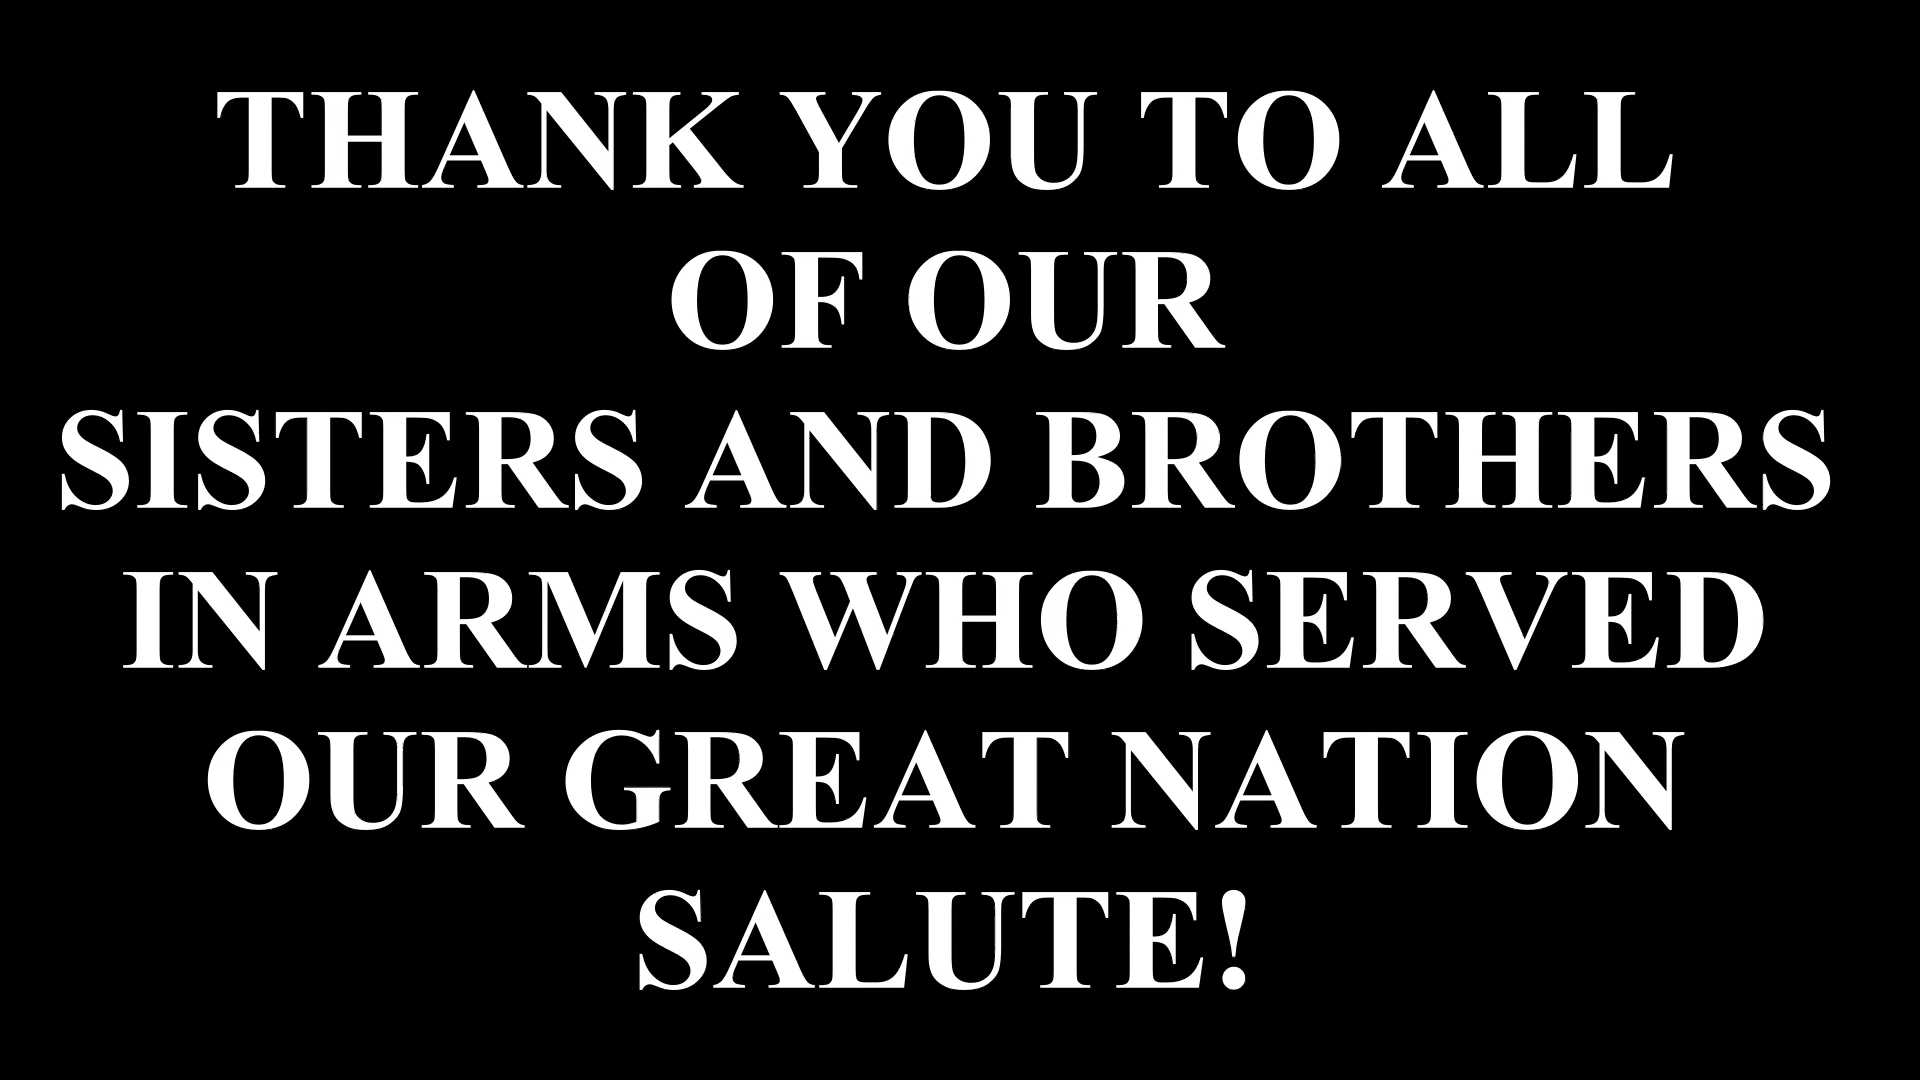 THANK YOU TO ALL
OF OUR
SISTERS AND BROTHERS
IN ARMS WHO SERVED
OUR GREAT NATION
SALUTE!